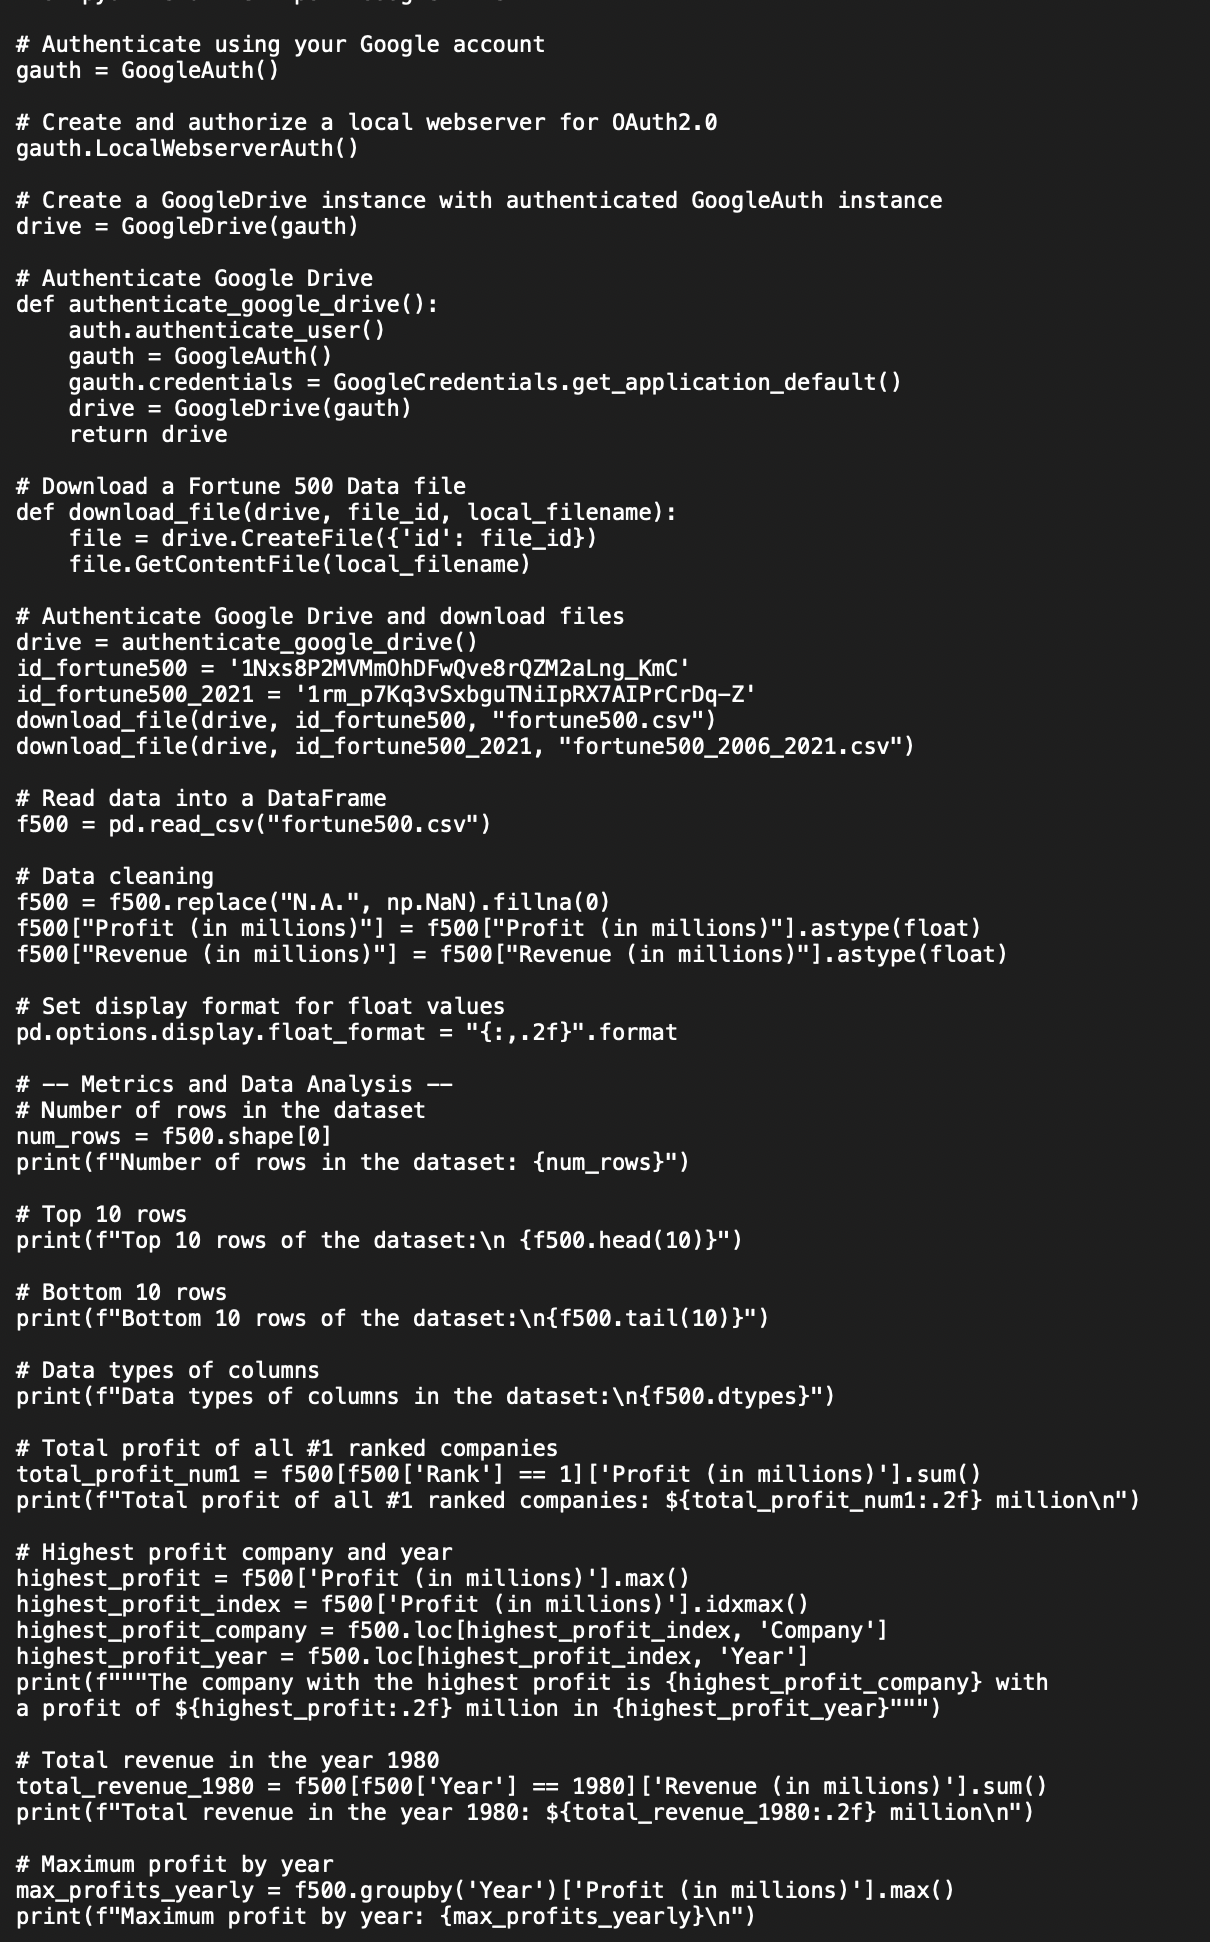 # Authenticate using your Google account
gauth = GoogleAuth()

# Create and authorize a local webserver for OAuth2.0
gauth.LocalWebserverAuth()

# Create a GoogleDrive instance with authenticated GoogleAuth instance
drive = GoogleDrive(gauth)

# Authenticate Google Drive
def authenticate_google_drive():
    auth.authenticate_user()
    gauth = GoogleAuth()
    gauth.credentials = GoogleCredentials.get_application_default()
    drive = GoogleDrive(gauth)
    return drive

# Download a Fortune 500 Data file
def download_file(drive, file_id, local_filename):
    file = drive.CreateFile({'id': file_id})
    file.GetContentFile(local_filename)

# Authenticate Google Drive and download files
drive = authenticate_google_drive()
id_fortune500 = '1Nxs8P2MVMmOhDFwQve8rQZM2aLng_KmC'
id_fortune500_2021 = '1rm_p7Kq3vSxbguTNiIpRX7AIPrCrDq-Z'
download_file(drive, id_fortune500, "fortune500.csv")
download_file(drive, id_fortune500_2021, "fortune500_2006_2021.csv")

# Read data into a DataFrame
f500 = pd.read_csv("fortune500.csv")

# Data cleaning
f500 = f500.replace("N.A.", np.NaN).fillna(0)
f500["Profit (in millions)"] = f500["Profit (in millions)"].astype(float)
f500["Revenue (in millions)"] = f500["Revenue (in millions)"].astype(float)

# Set display format for float values
pd.options.display.float_format = "{:,.2f}".format

# -- Metrics and Data Analysis --
# Number of rows in the dataset
num_rows = f500.shape[0]
print(f"Number of rows in the dataset: {num_rows}")

# Top 10 rows
print(f"Top 10 rows of the dataset:\n {f500.head(10)}")

# Bottom 10 rows
print(f"Bottom 10 rows of the dataset:\n{f500.tail(10)}")

# Data types of columns
print(f"Data types of columns in the dataset:\n{f500.dtypes}")

# Total profit of all #1 ranked companies
total_profit_num1 = f500[f500['Rank'] == 1]['Profit (in millions)'].sum()
print(f"Total profit of all #1 ranked companies: ${total_profit_num1:.2f} million\n")

# Highest profit company and year
highest_profit = f500['Profit (in millions)'].max()
highest_profit_index = f500['Profit (in millions)'].idxmax()
highest_profit_company = f500.loc[highest_profit_index, 'Company']
highest_profit_year = f500.loc[highest_profit_index, 'Year']
print(f"""The company with the highest profit is {highest_profit_company} with
a profit of ${highest_profit:.2f} million in {highest_profit_year}""")

# Total revenue in the year 1980
total_revenue_1980 = f500[f500['Year'] == 1980]['Revenue (in millions)'].sum()
print(f"Total revenue in the year 1980: ${total_revenue_1980:.2f} million\n")

# Maximum profit by year
max_profits_yearly = f500.groupby('Year')['Profit (in millions)'].max()
print(f"Maximum profit by year: {max_profits_yearly}\n")